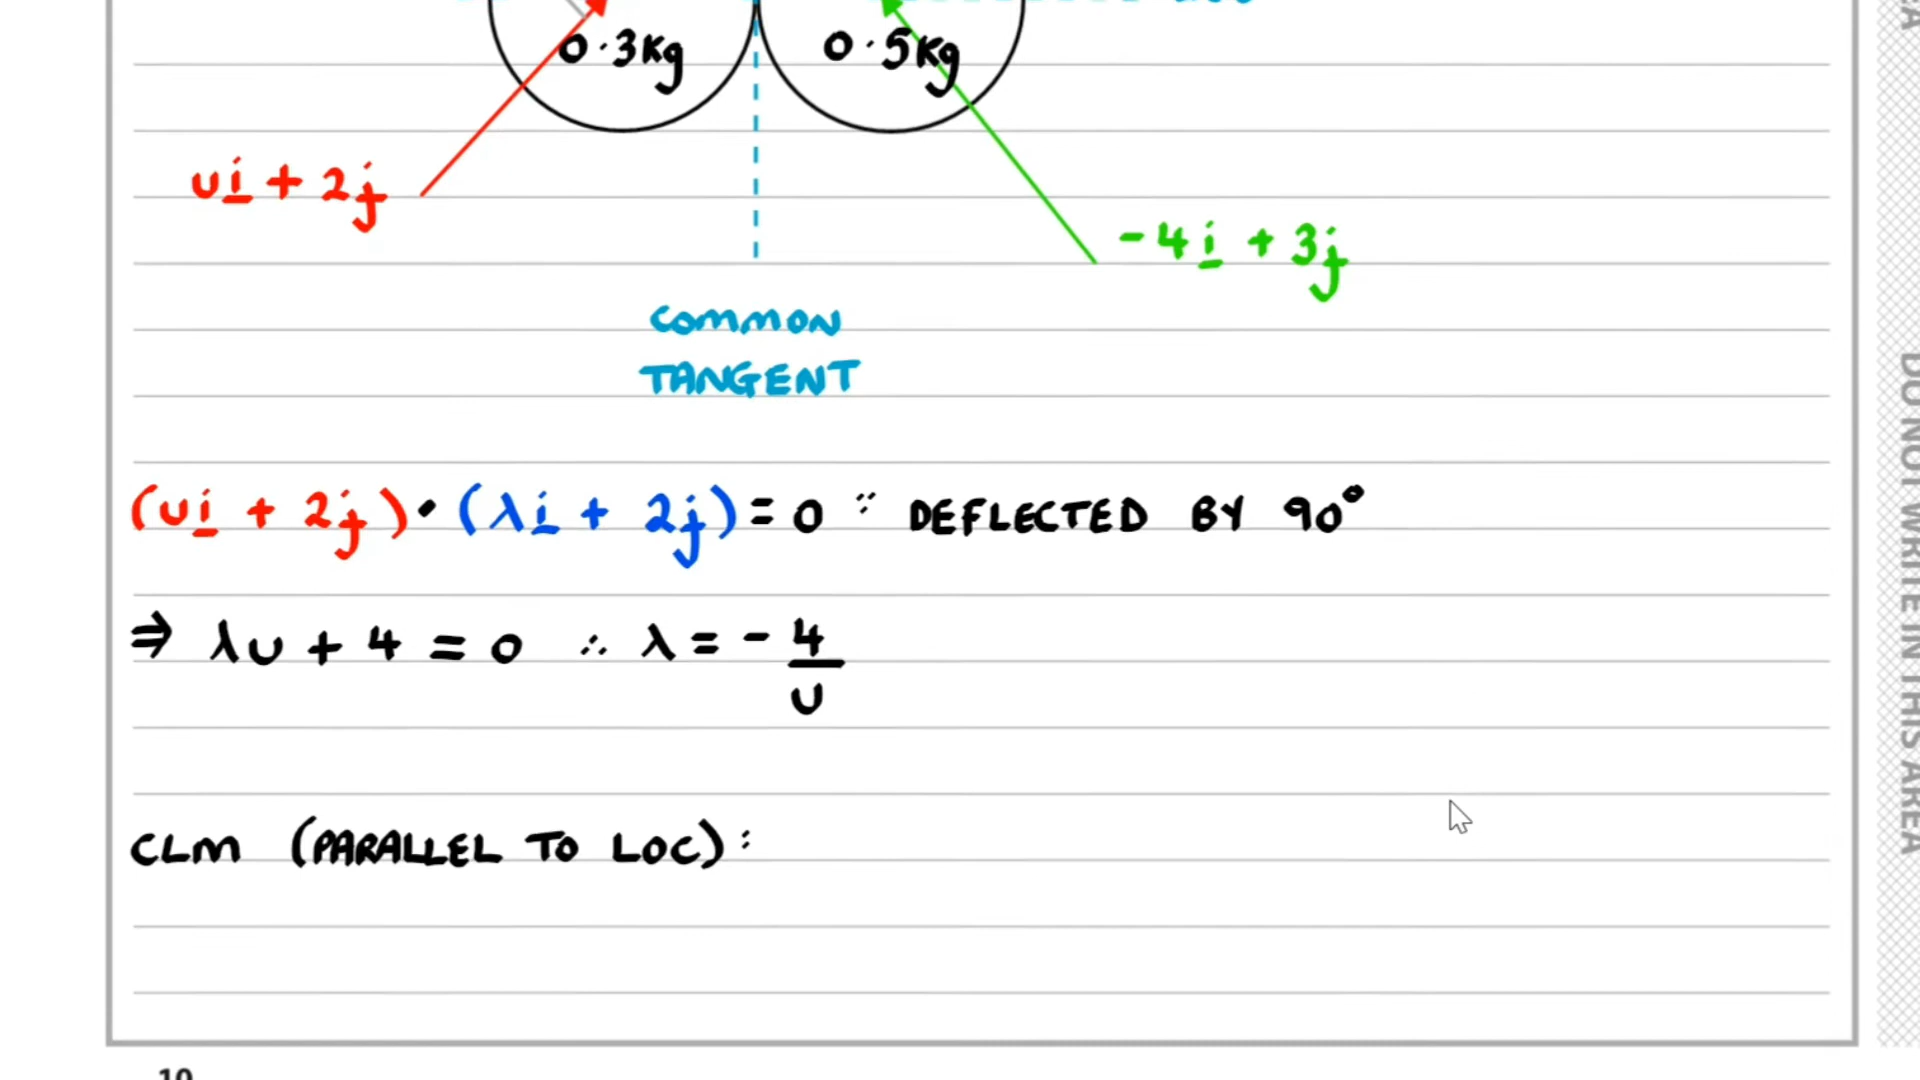 0.3kg 0.5kg
ui + 2j
-4i + 3j
COMMON
TANGENT
(ui + 2j) · (λi + 2j) = 0 ∵ DEFLECTED BY 90°
⇒ λu + 4 = 0 ∴ λ = - 4/u
CLM (PARALLEL TO LOC):
DO NOT WRITE IN THIS AREA